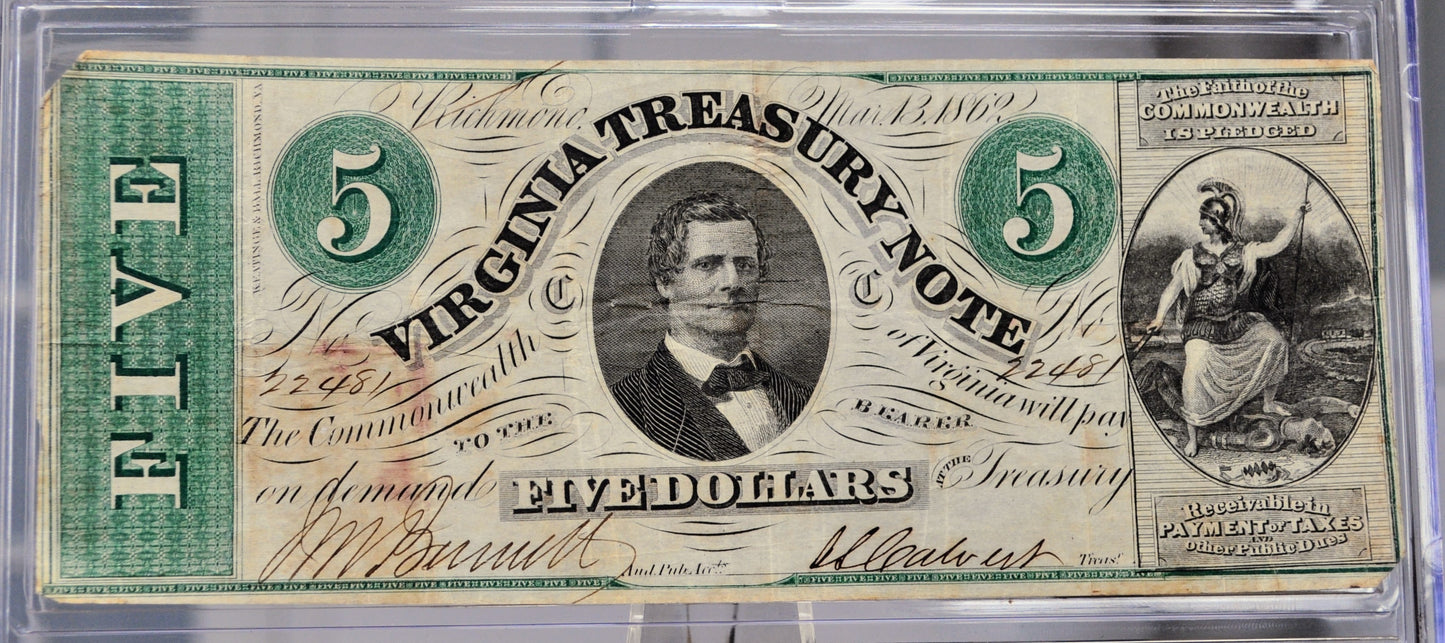 FIVE
KEATINGE & BALL RICHMOND, VA
Richmond Mar. 13. 1862
5
5
VIRGINIA TREASURY NOTE
C
C
No
No
22481
22481
The Commonwealth of Virginia will pay
TO THE BEARER
on demand FIVE DOLLARS AT THE Treasury
Aud. Pub. Accts.
Treasr.
The Faith of the
COMMONWEALTH
IS PLEDGED
Receivable in
PAYMENT OF TAXES
AND
other Public Dues